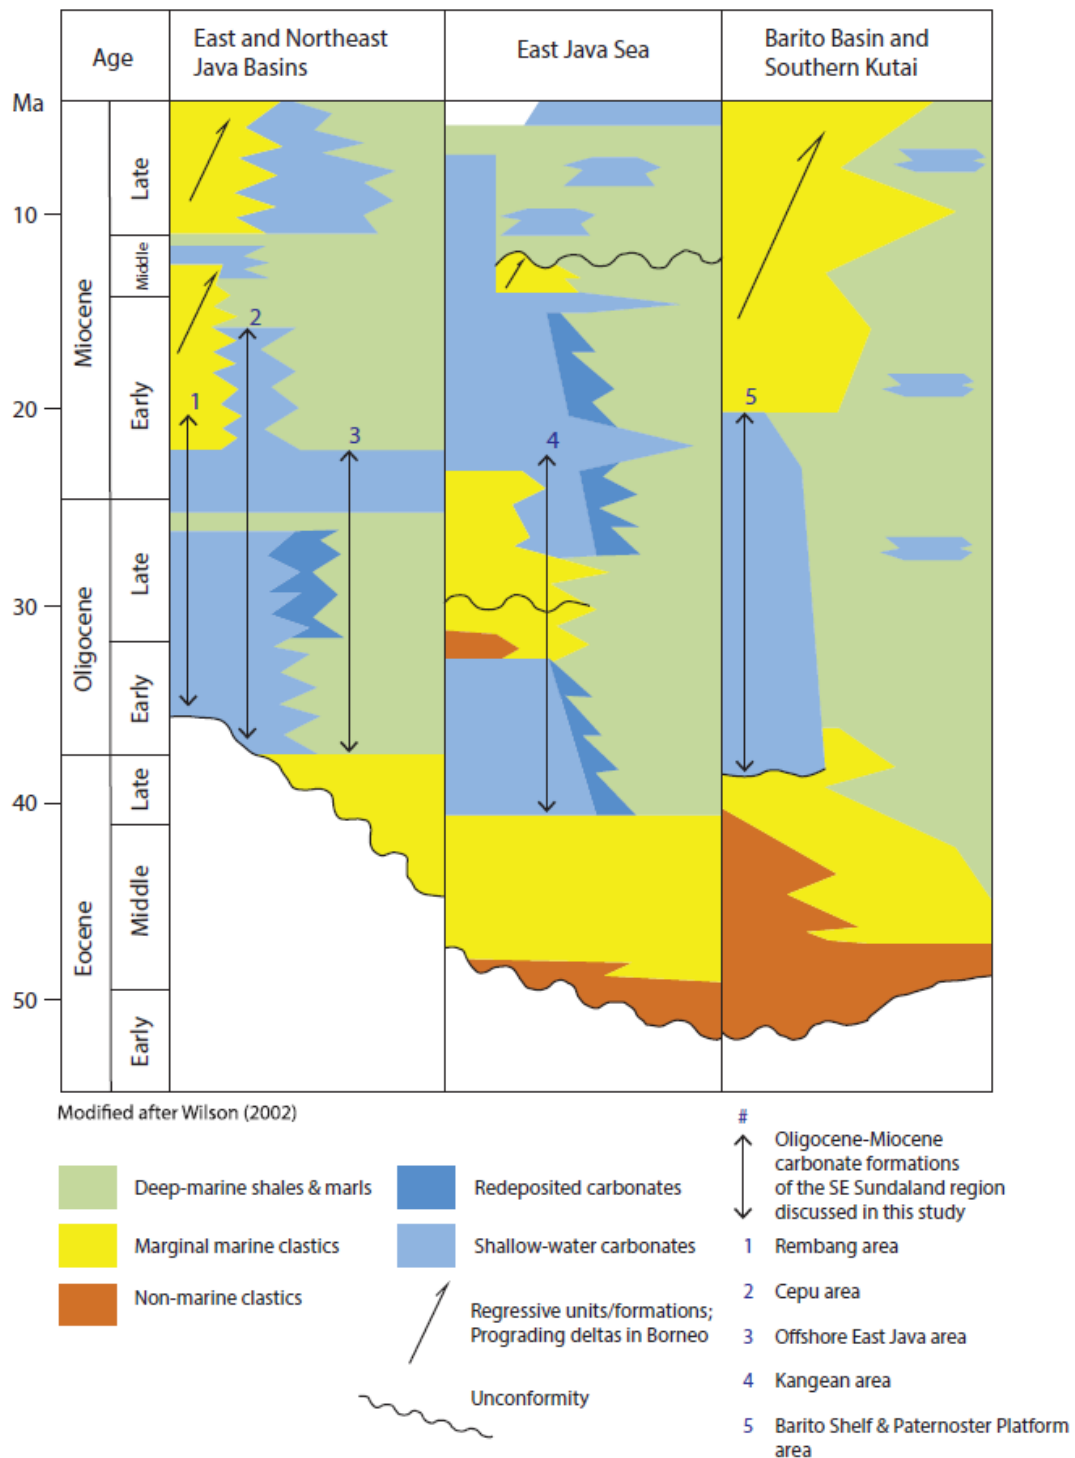 Age
East and Northeast
Java Basins
East Java Sea
Barito Basin and
Southern Kutai
Ma
10
20
30
40
50
Miocene
Late
Middle
Early
Oligocene
Late
Early
Eocene
Late
Middle
Early
1
2
3
4
5
Modified after Wilson (2002)
Deep-marine shales & marls
Marginal marine clastics
Non-marine clastics
Redeposited carbonates
Shallow-water carbonates
Regressive units/formations;
Prograding deltas in Borneo
Unconformity
#
Oligocene-Miocene
carbonate formations
of the SE Sundaland region
discussed in this study
1 Rembang area
2 Cepu area
3 Offshore East Java area
4 Kangean area
5 Barito Shelf & Paternoster Platform
area